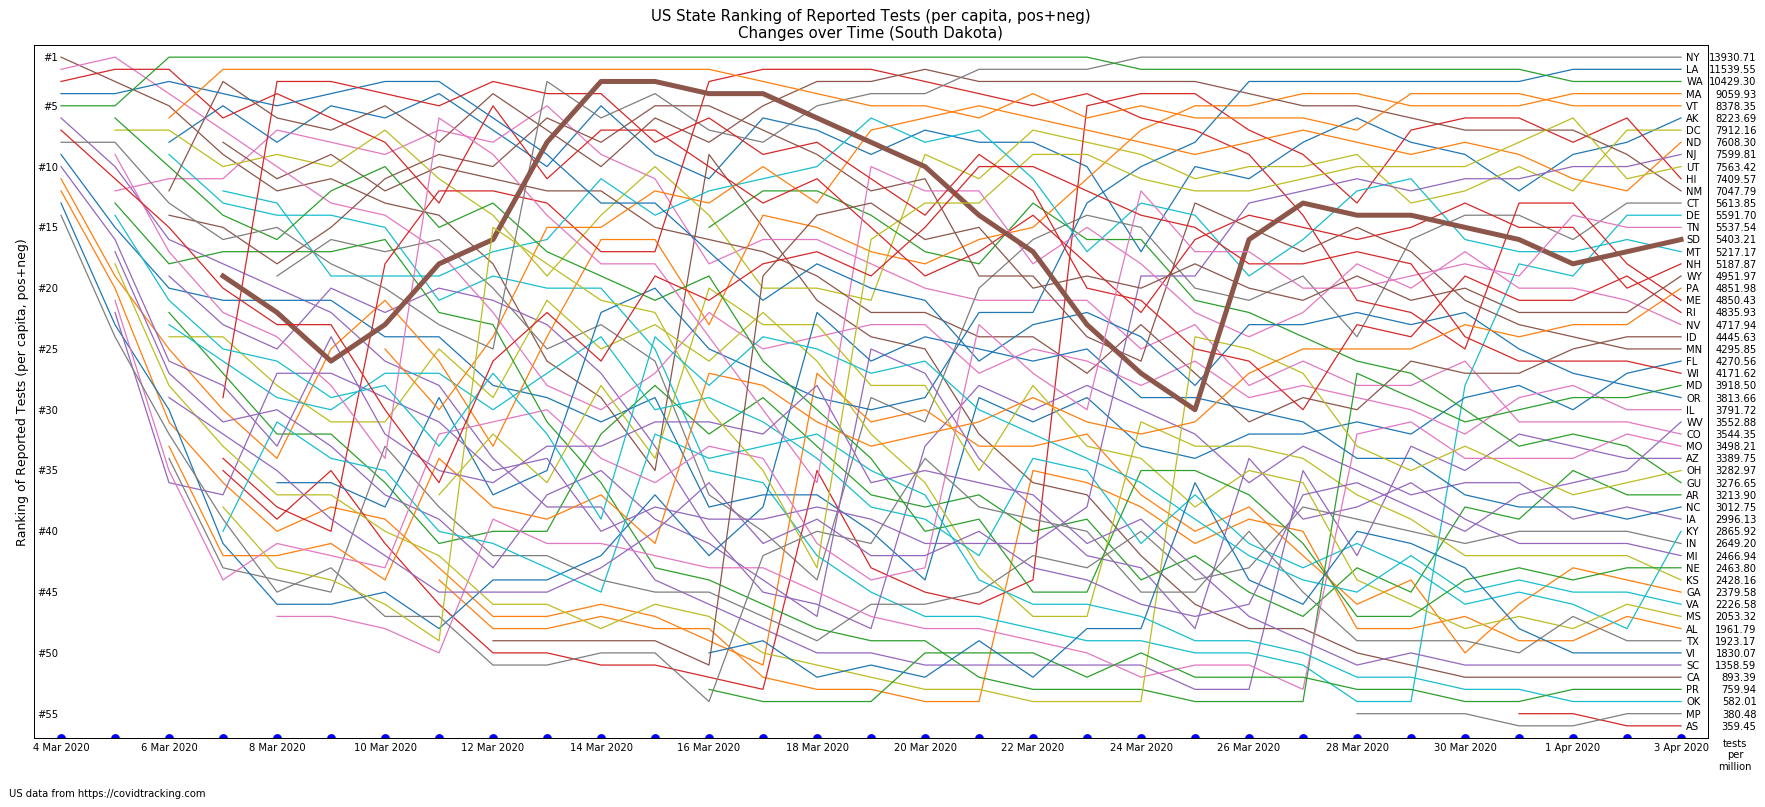 US State Ranking of Reported Tests (per capita, pos+neg)
Changes over Time (South Dakota)
Ranking of Reported Tests (per capita, pos+neg)
#1
#5
#10
#15
#20
#25
#30
#35
#40
#45
#50
#55
NY 13930.71
LA 11539.55
WA 10429.30
MA 9059.93
VT 8378.35
AK 8223.69
DC 7912.16
ND 7608.30
NJ 7599.81
UT 7563.42
HI 7409.57
NM 7047.79
CT 5613.85
DE 5591.70
TN 5537.54
SD 5403.21
MT 5217.17
NH 5187.87
WY 4951.97
PA 4851.98
ME 4850.43
RI 4835.93
NV 4717.94
ID 4445.63
MN 4295.85
FL 4270.56
WI 4171.62
MD 3918.50
OR 3813.66
IL 3791.72
WV 3552.88
CO 3544.35
MO 3498.21
AZ 3389.75
OH 3282.97
GU 3276.65
AR 3213.90
NC 3012.75
IA 2996.13
KY 2865.92
IN 2649.20
MI 2466.94
NE 2463.80
KS 2428.16
GA 2379.58
VA 2226.58
MS 2053.32
AL 1961.79
TX 1923.17
VI 1830.07
SC 1358.59
CA 893.39
PR 759.94
OK 582.01
MP 380.48
AS 359.45
4 Mar 2020 6 Mar 2020 8 Mar 2020 10 Mar 2020 12 Mar 2020 14 Mar 2020 16 Mar 2020 18 Mar 2020 20 Mar 2020 22 Mar 2020 24 Mar 2020 26 Mar 2020 28 Mar 2020 30 Mar 2020 1 Apr 2020 3 Apr 2020
tests
per
million
US data from https://covidtracking.com